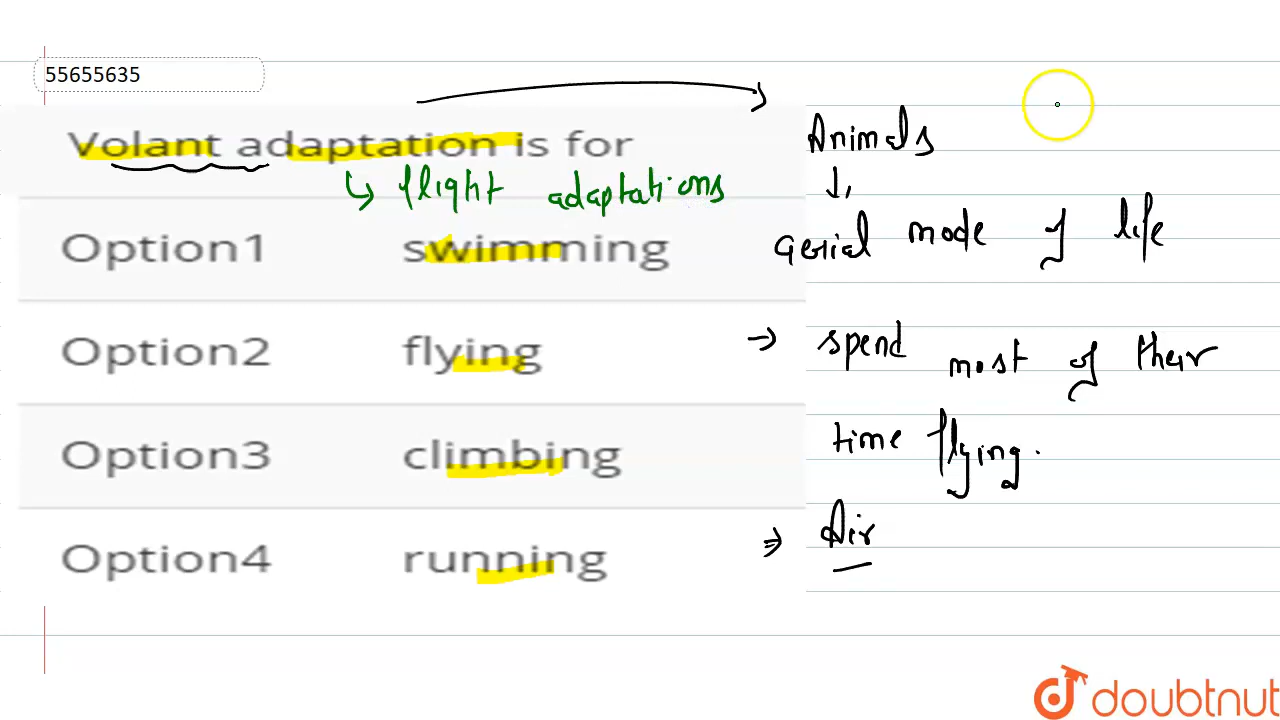 55655635
Volant adaptation is for
↳ flight adaptations
Option1 swimming
Option2 flying
Option3 climbing
Option4 running
Animals
↓,
aerial mode of life
→ spend most of their
time flying.
⇒ Air
doubtnut